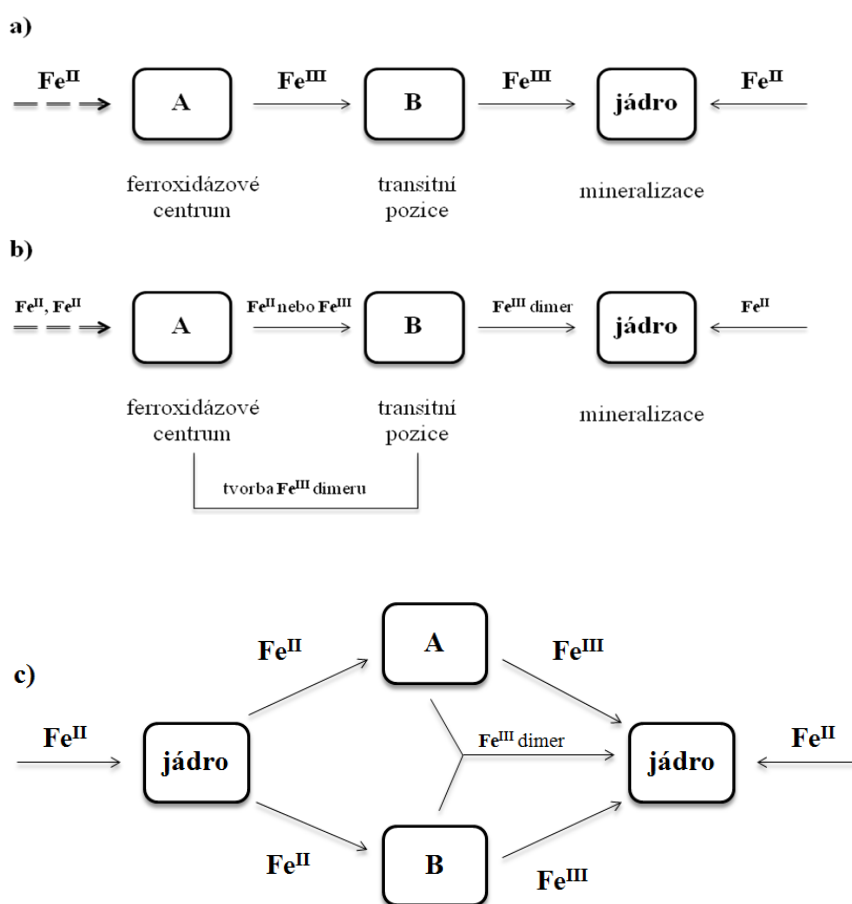 a)
Fe^II Fe^III Fe^III Fe^II
A B jádro
ferroxidázové transitní mineralizace
centrum pozice
b)
Fe^II, Fe^II Fe^II nebo Fe^III Fe^III dimer Fe^II
A B jádro
ferroxidázové transitní mineralizace
centrum pozice
tvorba Fe^III dimeru
A
Fe^II Fe^III
c)
Fe^II Fe^III dimer Fe^II
jádro jádro
Fe^II B Fe^III